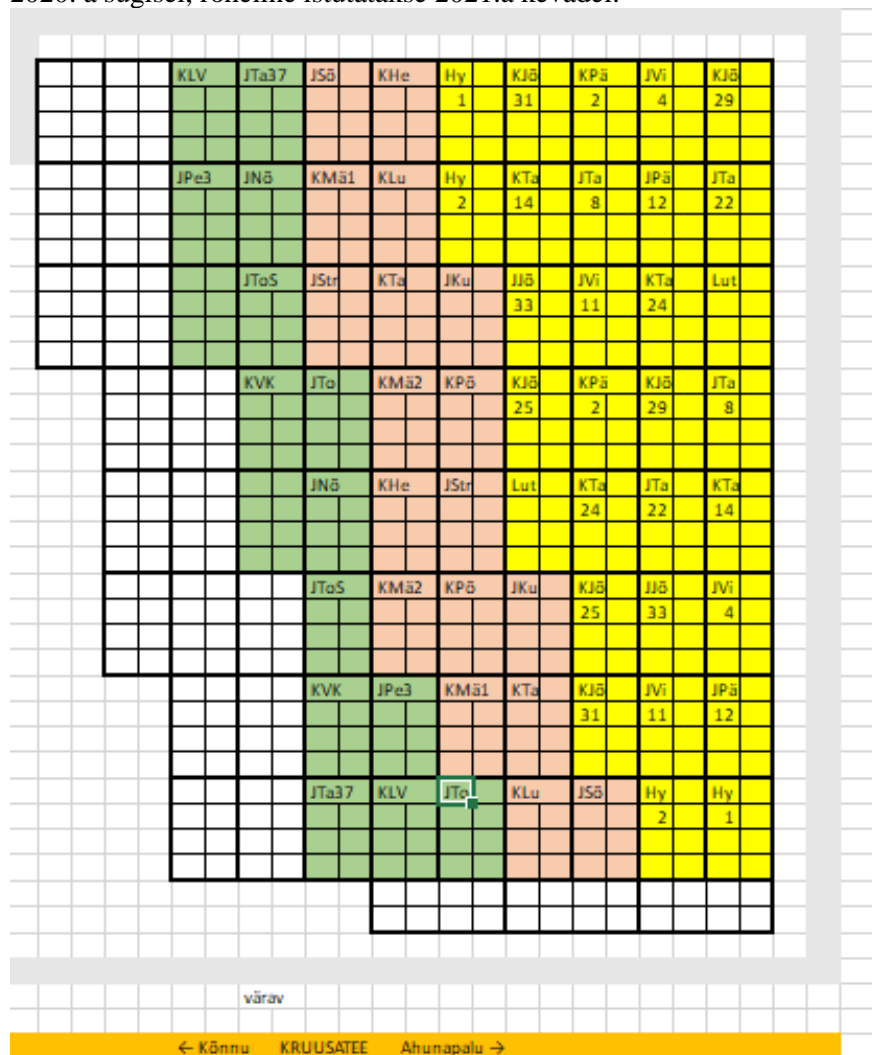 2020. a sügisel, roheline istutatakse 2021.a kevadel.
KLV JTa37 JSõ KHe Hy KJõ KPä JVi KJõ
1 31 2 4 29
JPe3 JNõ KMä1 KLu Hy KTa JTa JPä JTa
2 14 8 12 22
JToS JStr KTa JKu JJõ JVi KTa Lut
33 11 24
KVK JTo KMä2 KPõ KJõ KPä KJõ JTa
25 2 29 8
JNõ KHe JStr Lut KTa JTa KTa
24 22 14
JToS KMä2 KPõ JKu KJõ JJõ JVi
25 33 4
KVK JPe3 KMä1 KTa KJõ JVi JPä
31 11 12
JTa37 KLV JTo KLu JSõ Hy Hy
2 1
värav
← Kõnnu KRUUSATEE Ahunapalu →